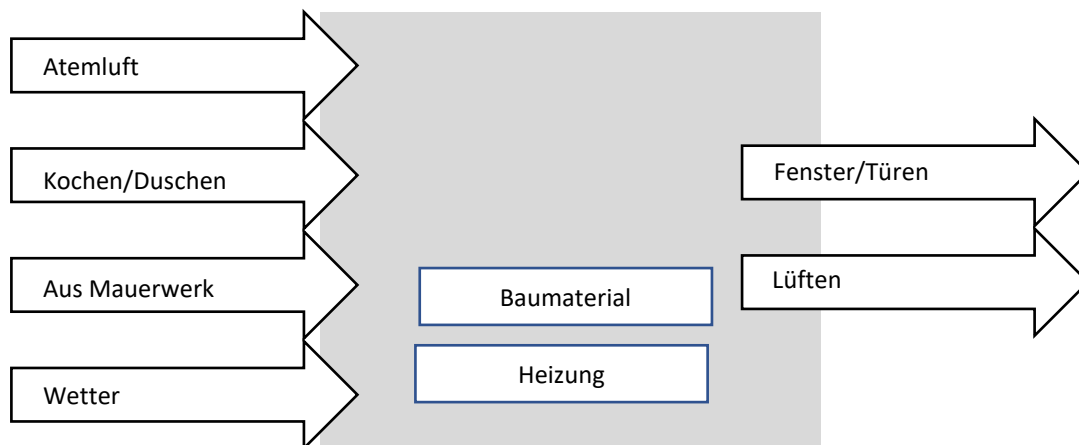 Atemluft
Kochen/Duschen
Aus Mauerwerk
Wetter
Baumaterial
Heizung
Fenster/Türen
Lüften